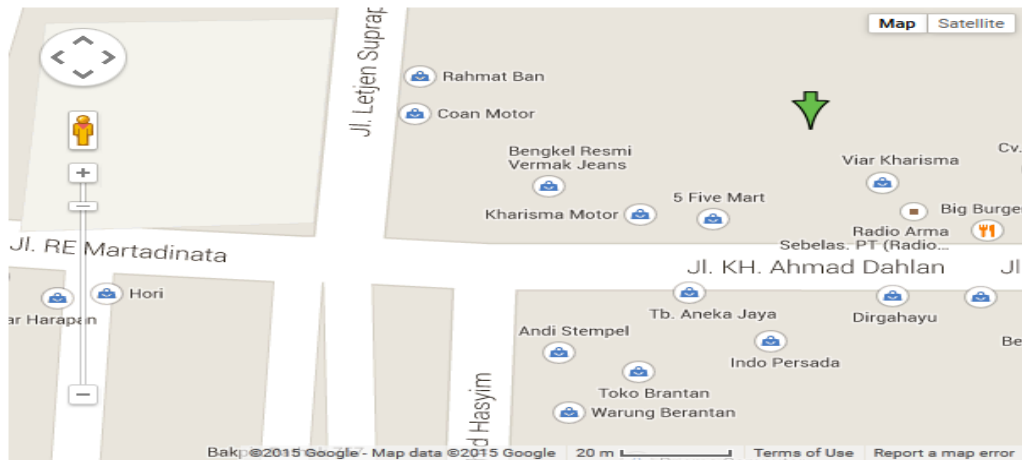 Map Satellite
Jl. Letjen Suprap
Rahmat Ban
Coan Motor
Bengkel Resmi
Vermak Jeans
Viar Kharisma
Cv.
5 Five Mart
Kharisma Motor
Big Burger
Radio Arma
Sebelas. PT (Radio...
Jl. RE Martadinata
Jl. KH. Ahmad Dahlan
Jl
Hori
ar Harapan
Tb. Aneka Jaya
Dirgahayu
Andi Stempel
Be
Indo Persada
Toko Brantan
Warung Berantan
d Hasyim
Bak
©2015 Google - Map data ©2015 Google 20 m Terms of Use Report a map error